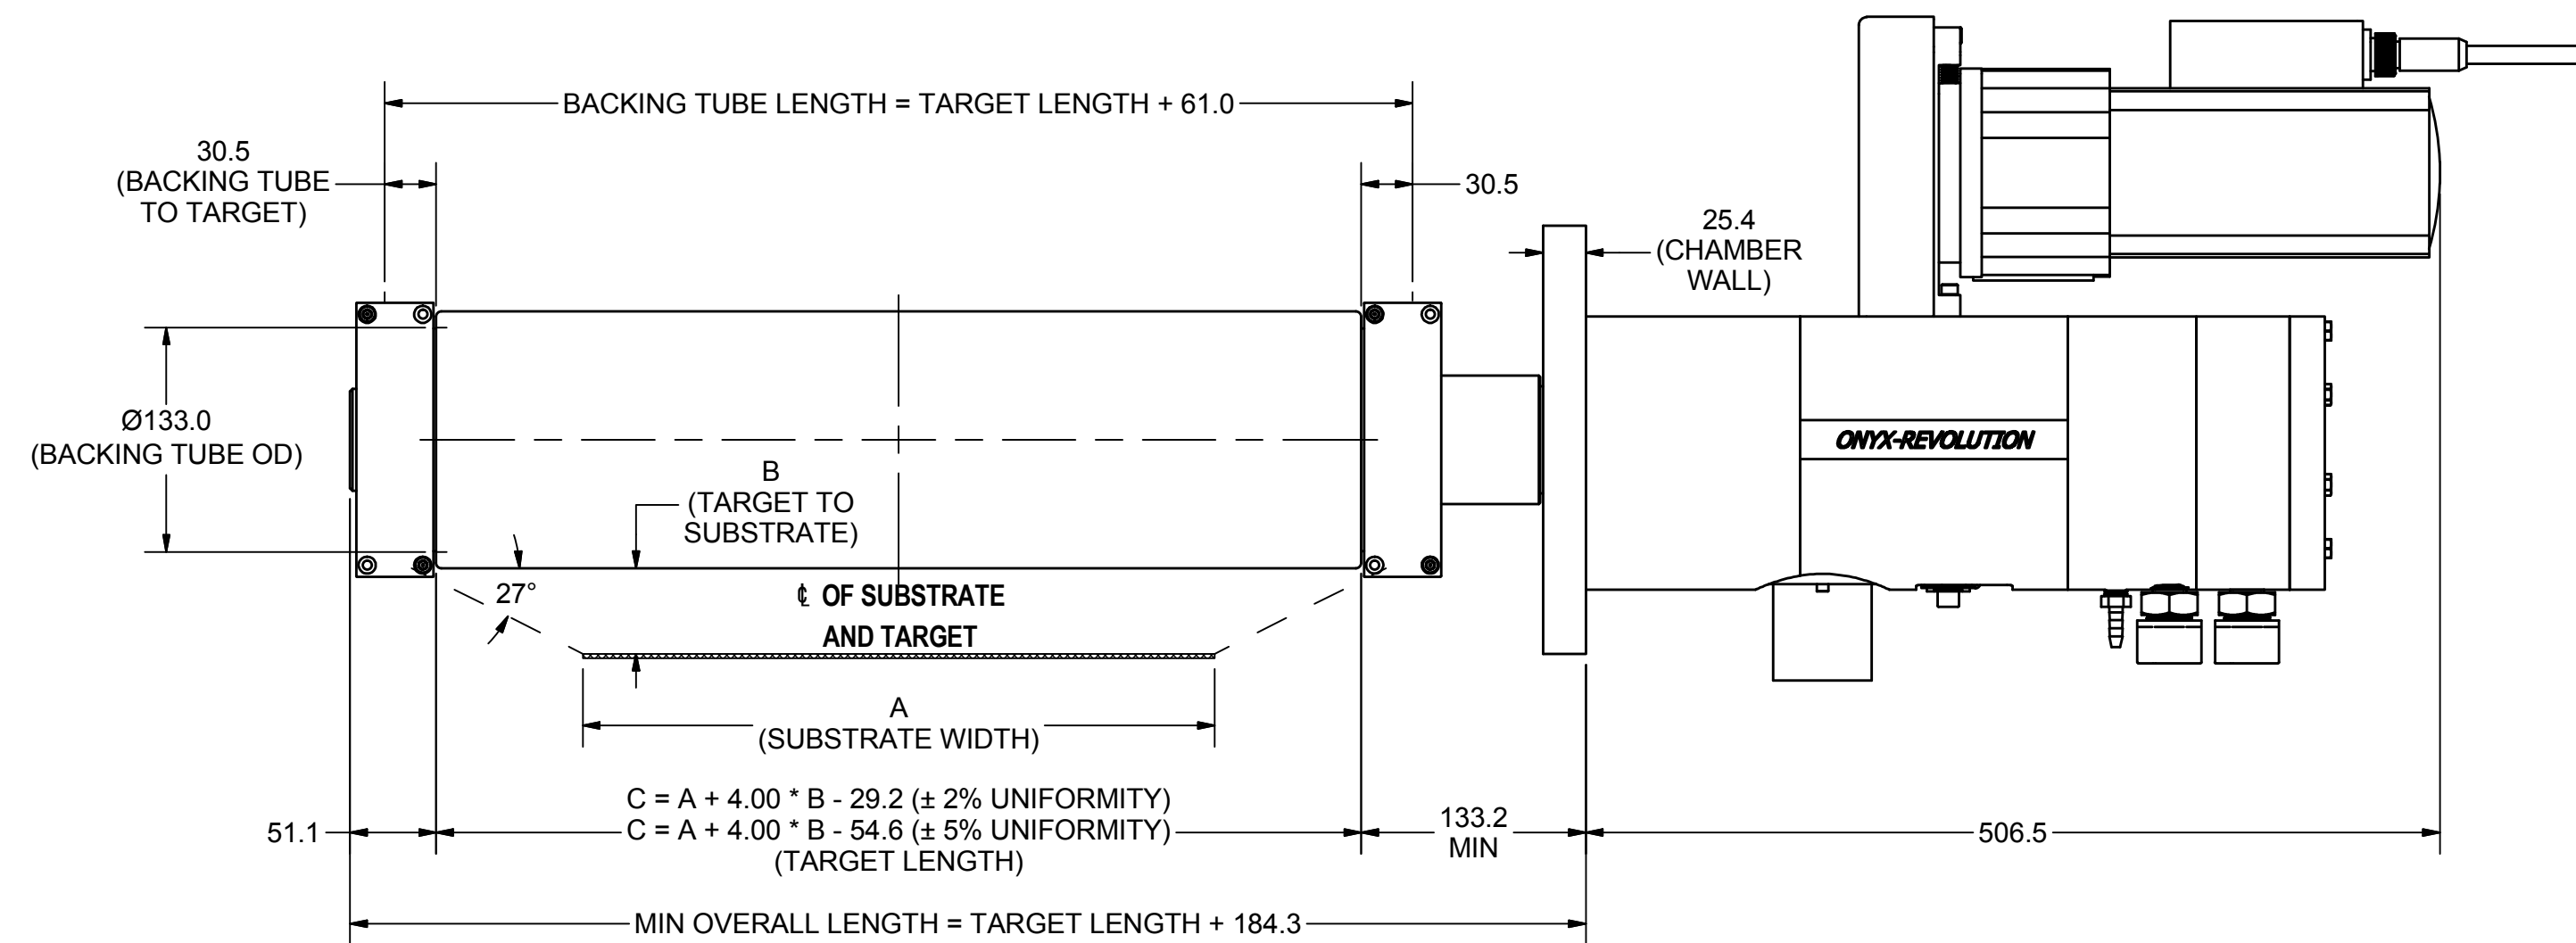 BACKING TUBE LENGTH = TARGET LENGTH + 61.0
30.5
(BACKING TUBE
TO TARGET)
30.5
25.4
(CHAMBER
WALL)
Ø133.0
(BACKING TUBE OD)
ONYX-REVOLUTION
B
(TARGET TO
SUBSTRATE)
27°
℄ OF SUBSTRATE
AND TARGET
A
(SUBSTRATE WIDTH)
C = A + 4.00 * B - 29.2 (± 2% UNIFORMITY)
C = A + 4.00 * B - 54.6 (± 5% UNIFORMITY)
(TARGET LENGTH)
51.1
133.2
MIN
506.5
MIN OVERALL LENGTH = TARGET LENGTH + 184.3